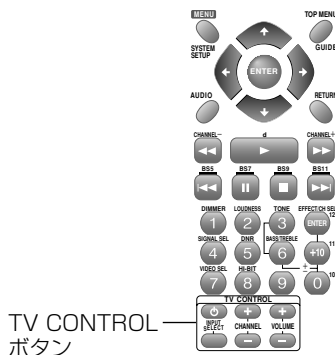 MENU TOP MENU
SYSTEM SETUP GUIDE
ENTER
AUDIO RETURN
CHANNEL− d CHANNEL+
BS5 BS7 BS9 BS11
DIMMER LOUDNESS TONE EFFECT/CH SEL
1 2 3 ENTER 12
SIGNAL SEL DNR BASS TREBLE 11
4 5 6 +10
VIDEO SEL HI-BIT ± 10
7 8 9 0
TV CONTROL
INPUT SELECT + CHANNEL − + VOLUME −
TV CONTROL
ボタン